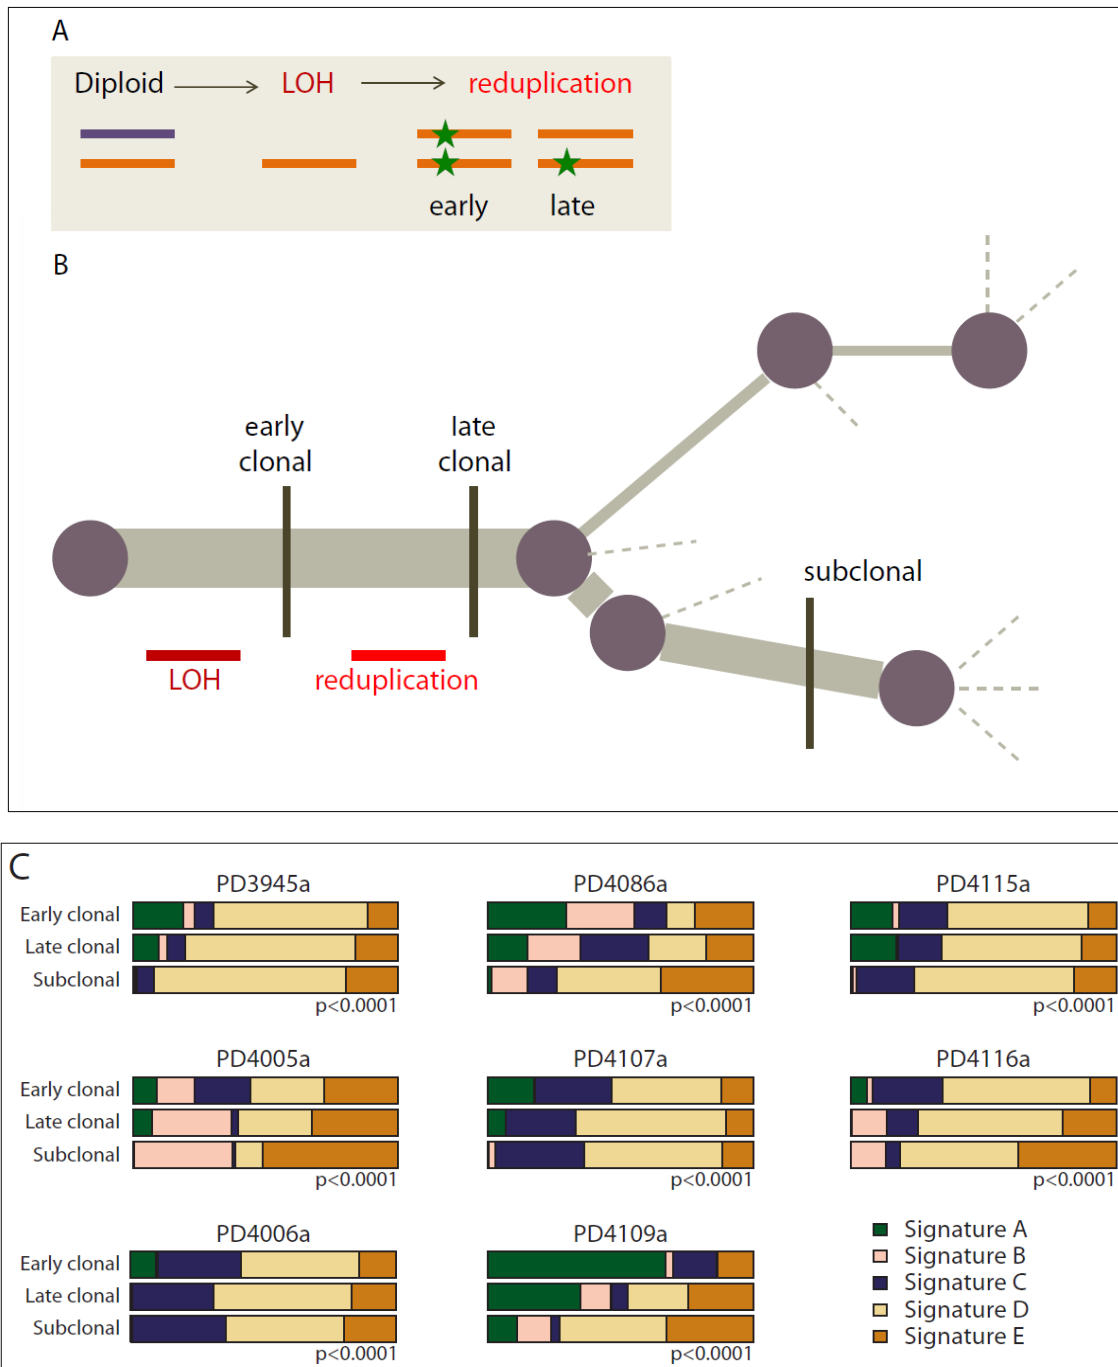 A
Diploid
LOH
reduplication
early
late
B
early
clonal
late
clonal
subclonal
LOH
reduplication
C
PD3945a
PD4086a
PD4115a
Early clonal
Late clonal
Subclonal
p<0.0001
p<0.0001
p<0.0001
PD4005a
PD4107a
PD4116a
Early clonal
Late clonal
Subclonal
p<0.0001
p<0.0001
p<0.0001
PD4006a
PD4109a
Early clonal
Late clonal
Subclonal
p<0.0001
p<0.0001
Signature A
Signature B
Signature C
Signature D
Signature E